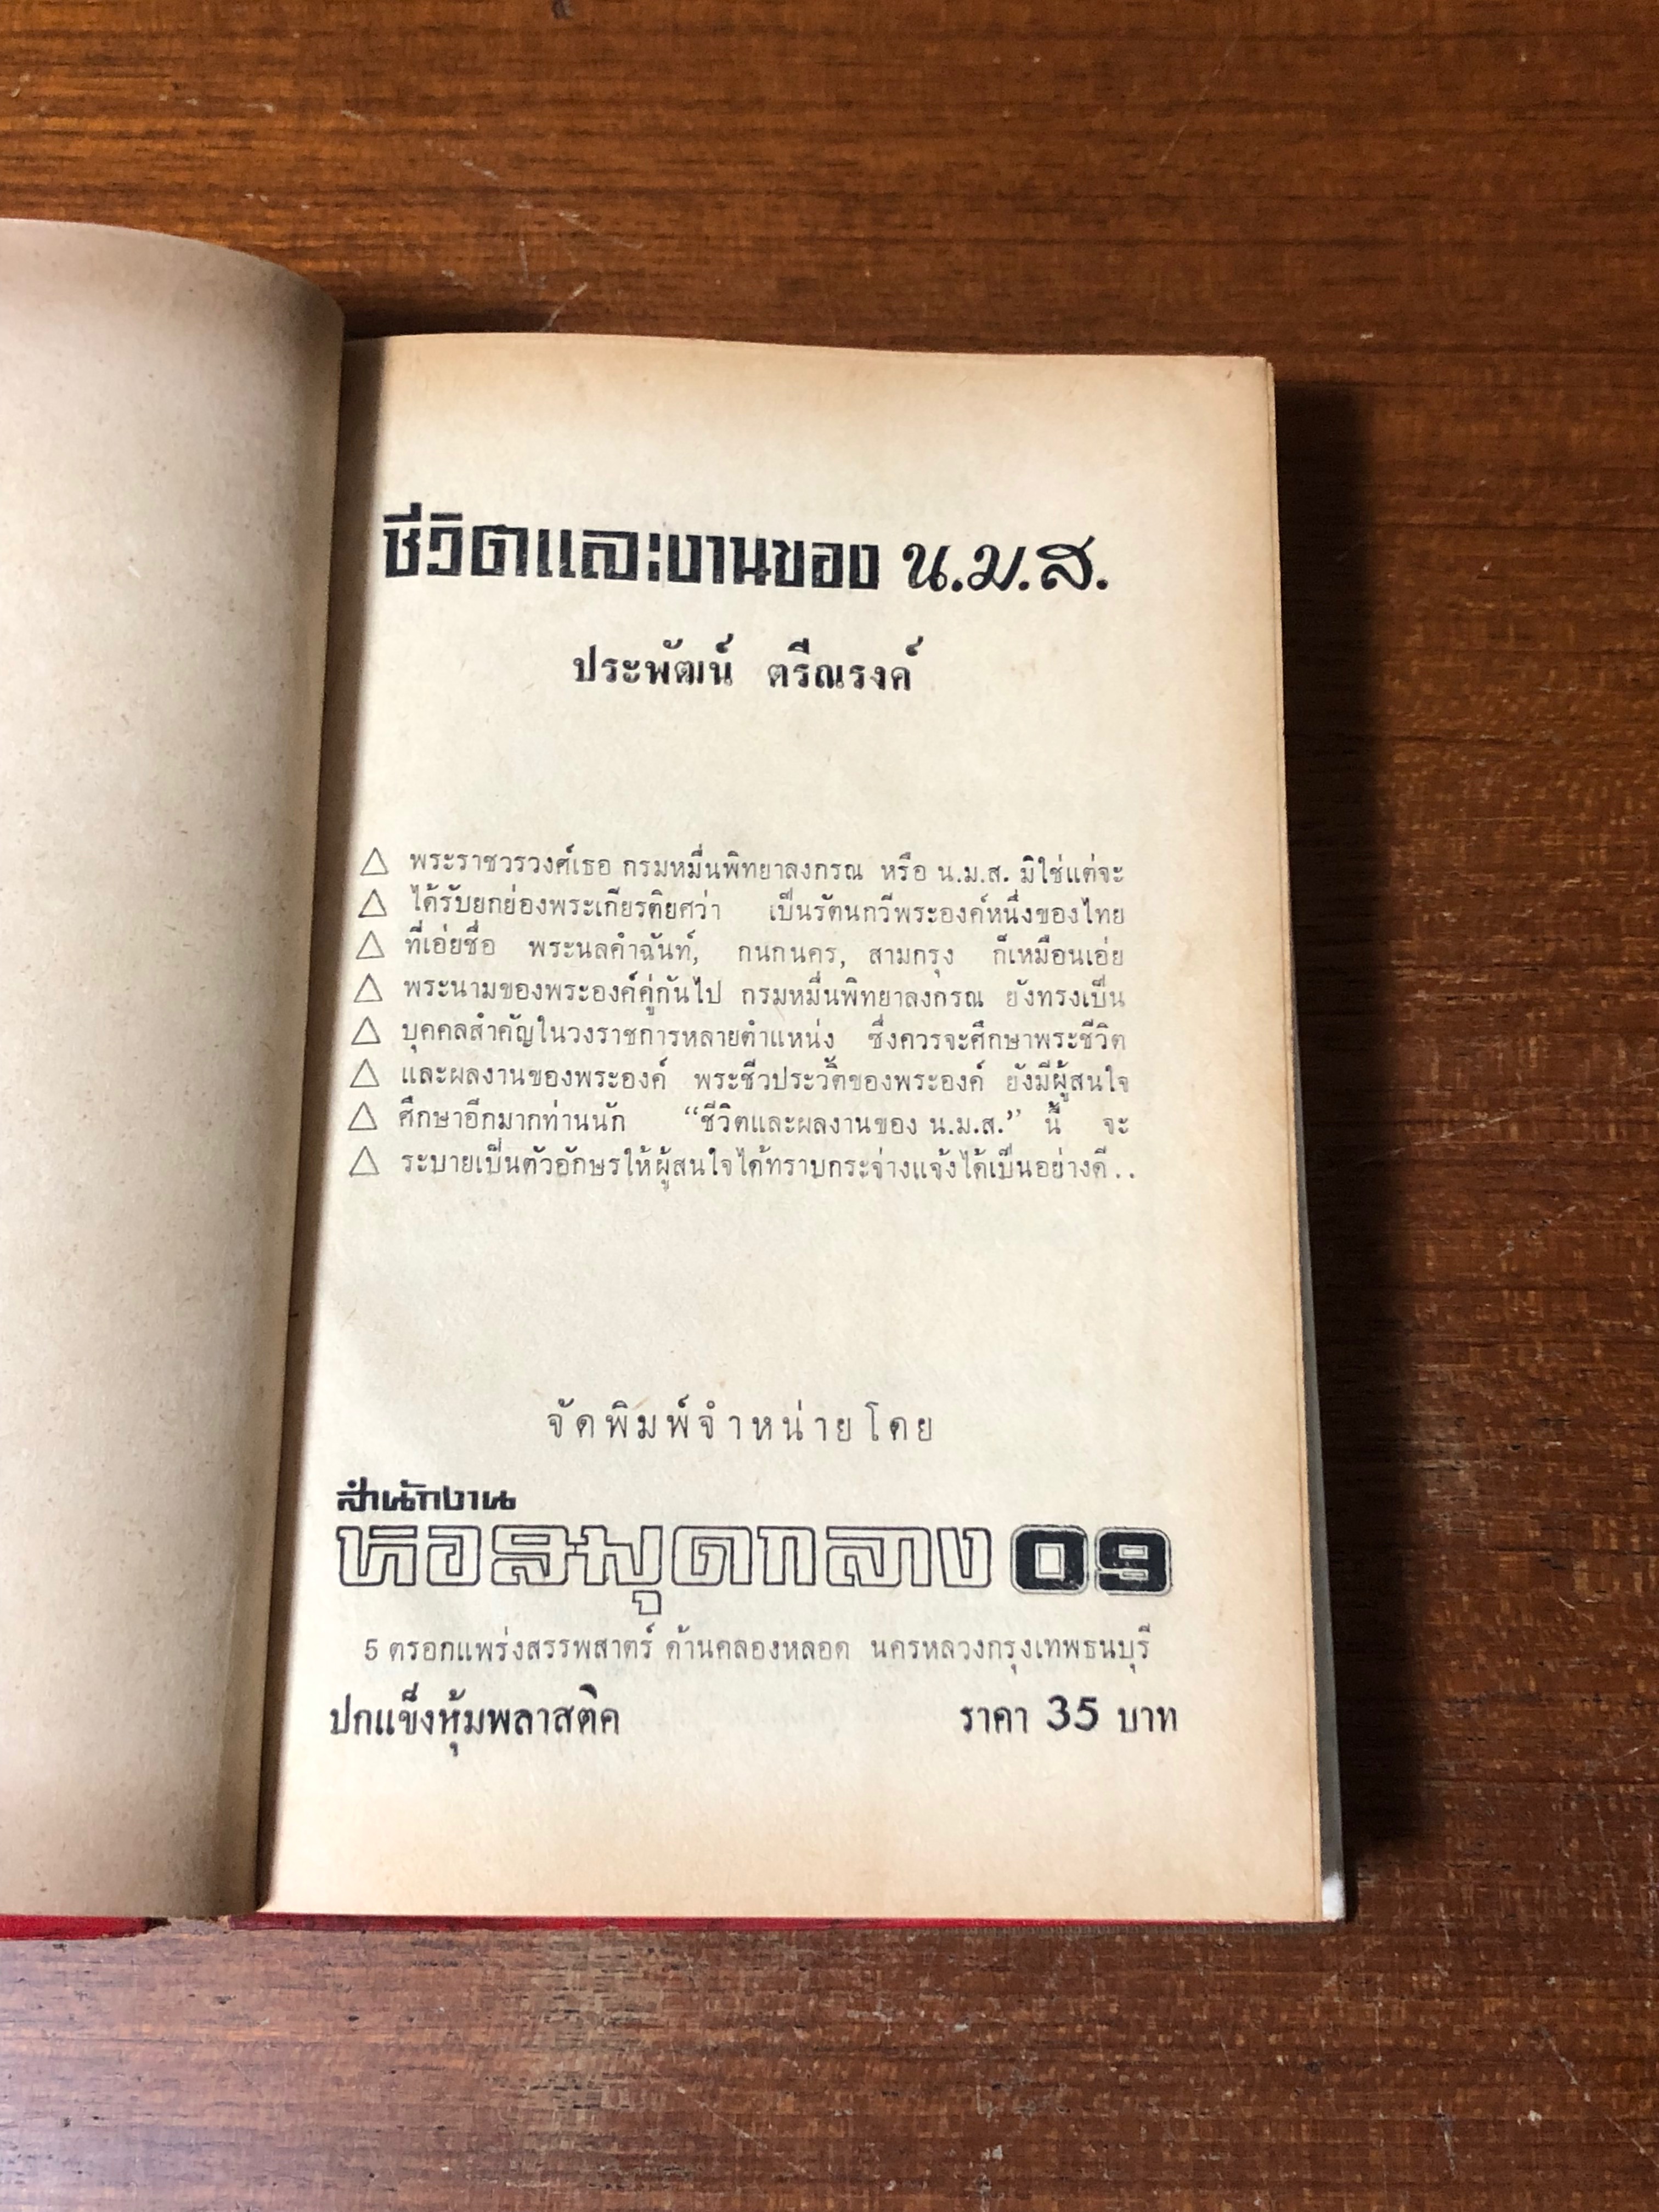 ชีวิตและงานของ น.ม.ส.
ประพัฒน์ ตรีณรงค์
△ พระราชวรวงศ์เธอ กรมหมื่นพิทยาลงกรณ หรือ น.ม.ส. มิใช่แต่จะ
△ ได้รับยกย่องพระเกียรติยศว่า เป็นรัตนกวีพระองค์หนึ่งของไทย
△ ที่เอ่ยชื่อ พระนลคำฉันท์, กนกนคร, สามกรุง ก็เหมือนเอ่ย
△ พระนามของพระองค์คู่กันไป กรมหมื่นพิทยาลงกรณ ยังทรงเป็น
△ บุคคลสำคัญในวงราชการหลายตำแหน่ง ซึ่งควรจะศึกษาพระชีวิต
△ และผลงานของพระองค์ พระชีวประวัติของพระองค์ ยังมีผู้สนใจ
△ ศึกษาอีกมากท่านนัก “ชีวิตและผลงานของ น.ม.ส.” นี้ จะ
△ ระบายเป็นตัวอักษรให้ผู้สนใจได้ทราบกระจ่างแจ้งได้เป็นอย่างดี..
จัดพิมพ์จำหน่ายโดย
สำนักงาน
หอสมุดกลาง 09
5 ตรอกแพร่งสรรพสาตร์ ด้านคลองหลอด นครหลวงกรุงเทพธนบุรี
ปกแข็งหุ้มพลาสติค ราคา 35 บาท